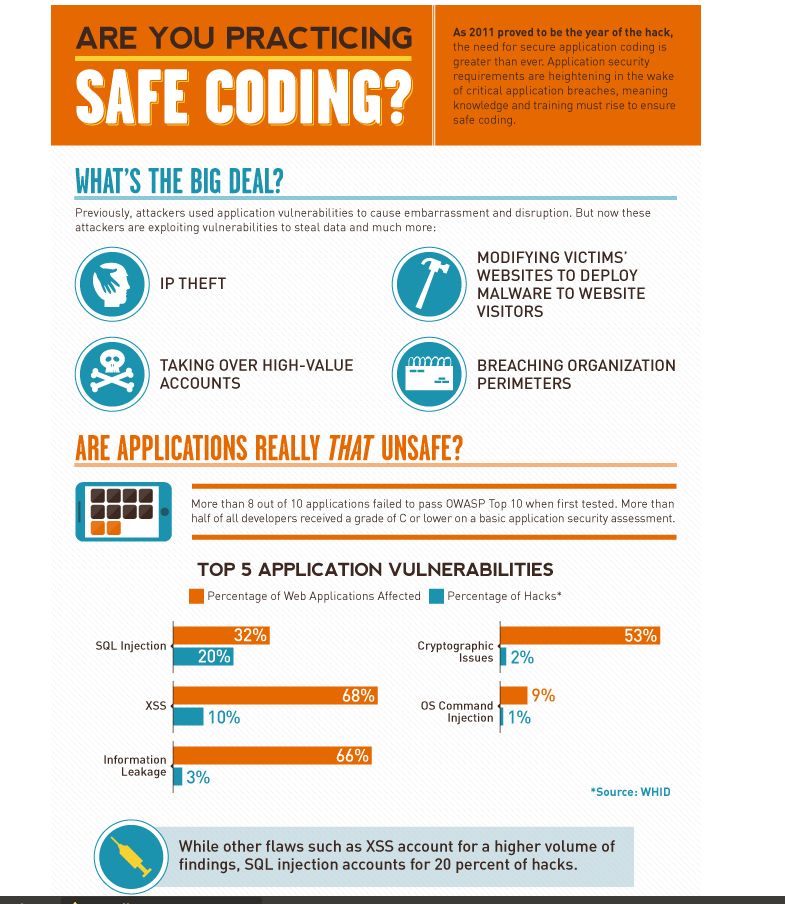 ARE YOU PRACTICING
SAFE CODING?
As 2011 proved to be the year of the hack,
the need for secure application coding is
greater than ever. Application security
requirements are heightening in the wake
of critical application breaches, meaning
knowledge and training must rise to ensure
safe coding.
WHAT'S THE BIG DEAL?
Previously, attackers used application vulnerabilities to cause embarrassment and disruption. But now these
attackers are exploiting vulnerabilities to steal data and much more:
IP THEFT
MODIFYING VICTIMS'
WEBSITES TO DEPLOY
MALWARE TO WEBSITE
VISITORS
TAKING OVER HIGH-VALUE
ACCOUNTS
BREACHING ORGANIZATION
PERIMETERS
ARE APPLICATIONS REALLY THAT UNSAFE?
More than 8 out of 10 applications failed to pass OWASP Top 10 when first tested. More than
half of all developers received a grade of C or lower on a basic application security assessment.
TOP 5 APPLICATION VULNERABILITIES
Percentage of Web Applications Affected Percentage of Hacks*
SQL Injection
32%
20%
XSS
68%
10%
Information
Leakage
66%
3%
Cryptographic
Issues
53%
2%
OS Command
Injection
9%
1%
*Source: WHID
While other flaws such as XSS account for a higher volume of
findings, SQL injection accounts for 20 percent of hacks.